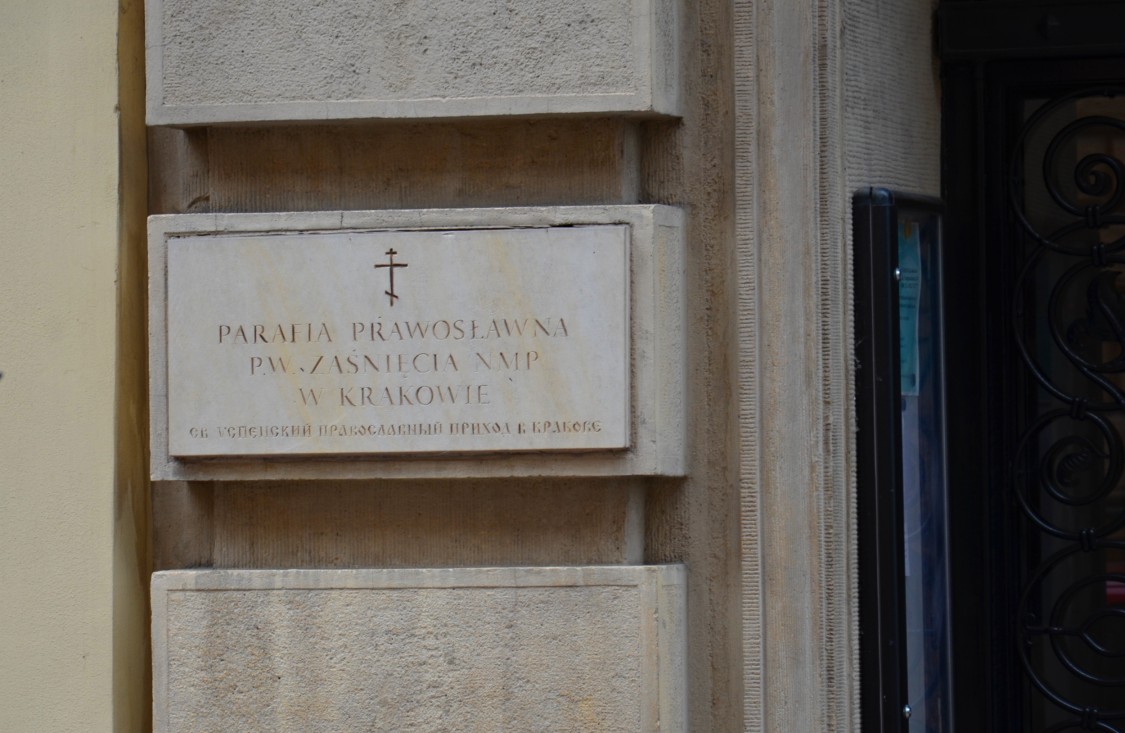 PARAFIA PRAWOSŁAWNA
P.W. ZAŚNIĘCIA NMP
W KRAKOWIE
СВ. УСПЕНСКИЙ ПРАВОСЛАВНЫЙ ПРИХОД В КРАКОВЕ